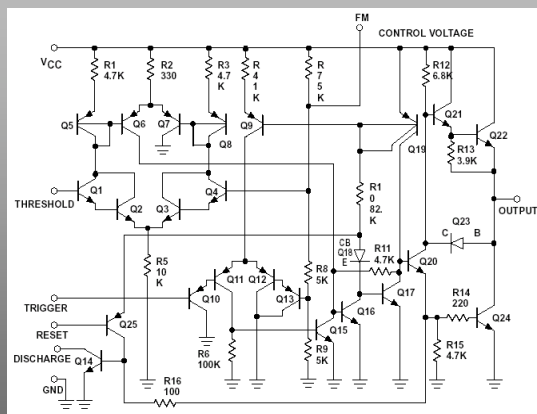 FM
CONTROL VOLTAGE
VCC
R1
4.7K
R2
330
R3
4.7
K
R
4 1
K
R
7 5
K
R12
6.8K
Q5
Q6
Q7
Q8
Q9
Q19
Q21
Q22
R13
3.9K
Q1
Q2
Q3
Q4
THRESHOLD
R1
0
82.
K
OUTPUT
Q23
C
B
CB
Q18
E
R11
4.7K
Q20
R5
10
K
Q11
Q12
R8
5K
TRIGGER
Q10
Q13
Q17
R14
220
RESET
Q25
Q15
Q16
Q24
DISCHARGE
Q14
R6
100K
R9
5K
R15
4.7K
GND
R16
100